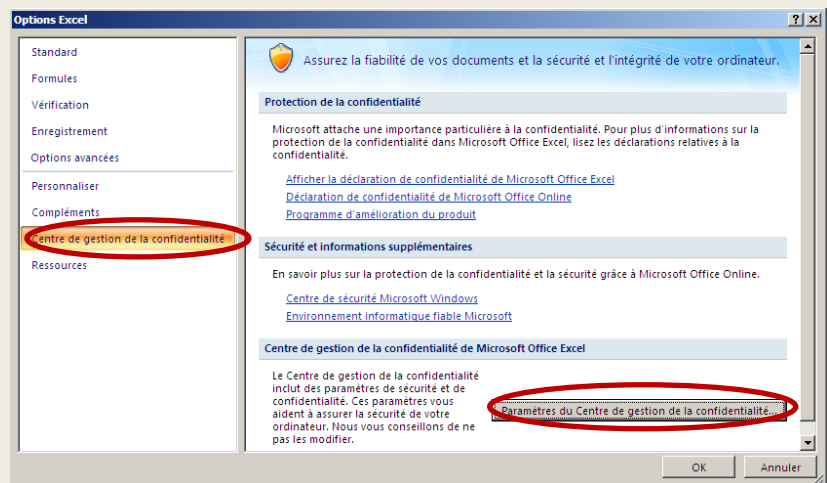 Options Excel
Standard
Formules
Vérification
Enregistrement
Options avancées
Personnaliser
Compléments
Centre de gestion de la confidentialité
Ressources
Assurez la fiabilité de vos documents et la sécurité et l'intégrité de votre ordinateur.
Protection de la confidentialité
Microsoft attache une importance particulière à la confidentialité. Pour plus d'informations sur la
protection de la confidentialité dans Microsoft Office Excel, lisez les déclarations relatives à la
confidentialité.
Afficher la déclaration de confidentialité de Microsoft Office Excel
Déclaration de confidentialité de Microsoft Office Online
Programme d'amélioration du produit
Sécurité et informations supplémentaires
En savoir plus sur la protection de la confidentialité et la sécurité grâce à Microsoft Office Online.
Centre de sécurité Microsoft Windows
Environnement informatique fiable Microsoft
Centre de gestion de la confidentialité de Microsoft Office Excel
Le Centre de gestion de la confidentialité
inclut des paramètres de sécurité et de
confidentialité. Ces paramètres vous
aident à assurer la sécurité de votre
ordinateur. Nous vous conseillons de ne
pas les modifier.
Paramètres du Centre de gestion de la confidentialité...
OK
Annuler